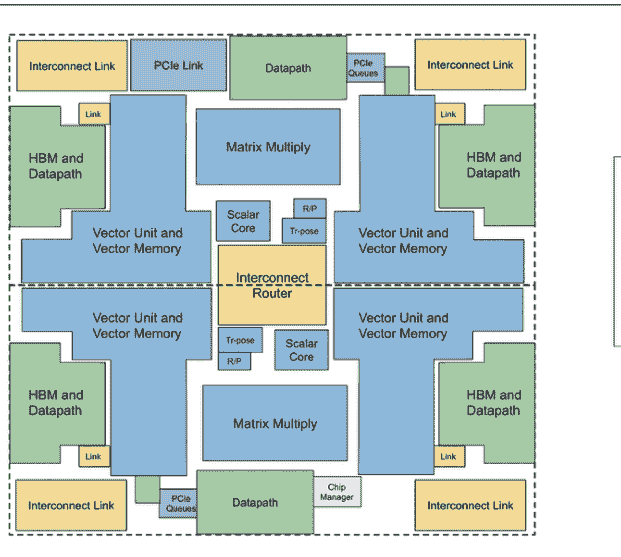 Interconnect Link
PCIe Link
Datapath
PCIe
Queues
Interconnect Link
Link
Link
HBM and
Datapath
Matrix Multiply
HBM and
Datapath
Scalar
Core
R/P
Tr-pose
Vector Unit and
Vector Memory
Vector Unit and
Vector Memory
Interconnect
Router
Vector Unit and
Vector Memory
Vector Unit and
Vector Memory
Tr-pose
R/P
Scalar
Core
HBM and
Datapath
Matrix Multiply
HBM and
Datapath
Link
Link
Interconnect Link
PCIe
Queues
Datapath
Chip
Manager
Interconnect Link